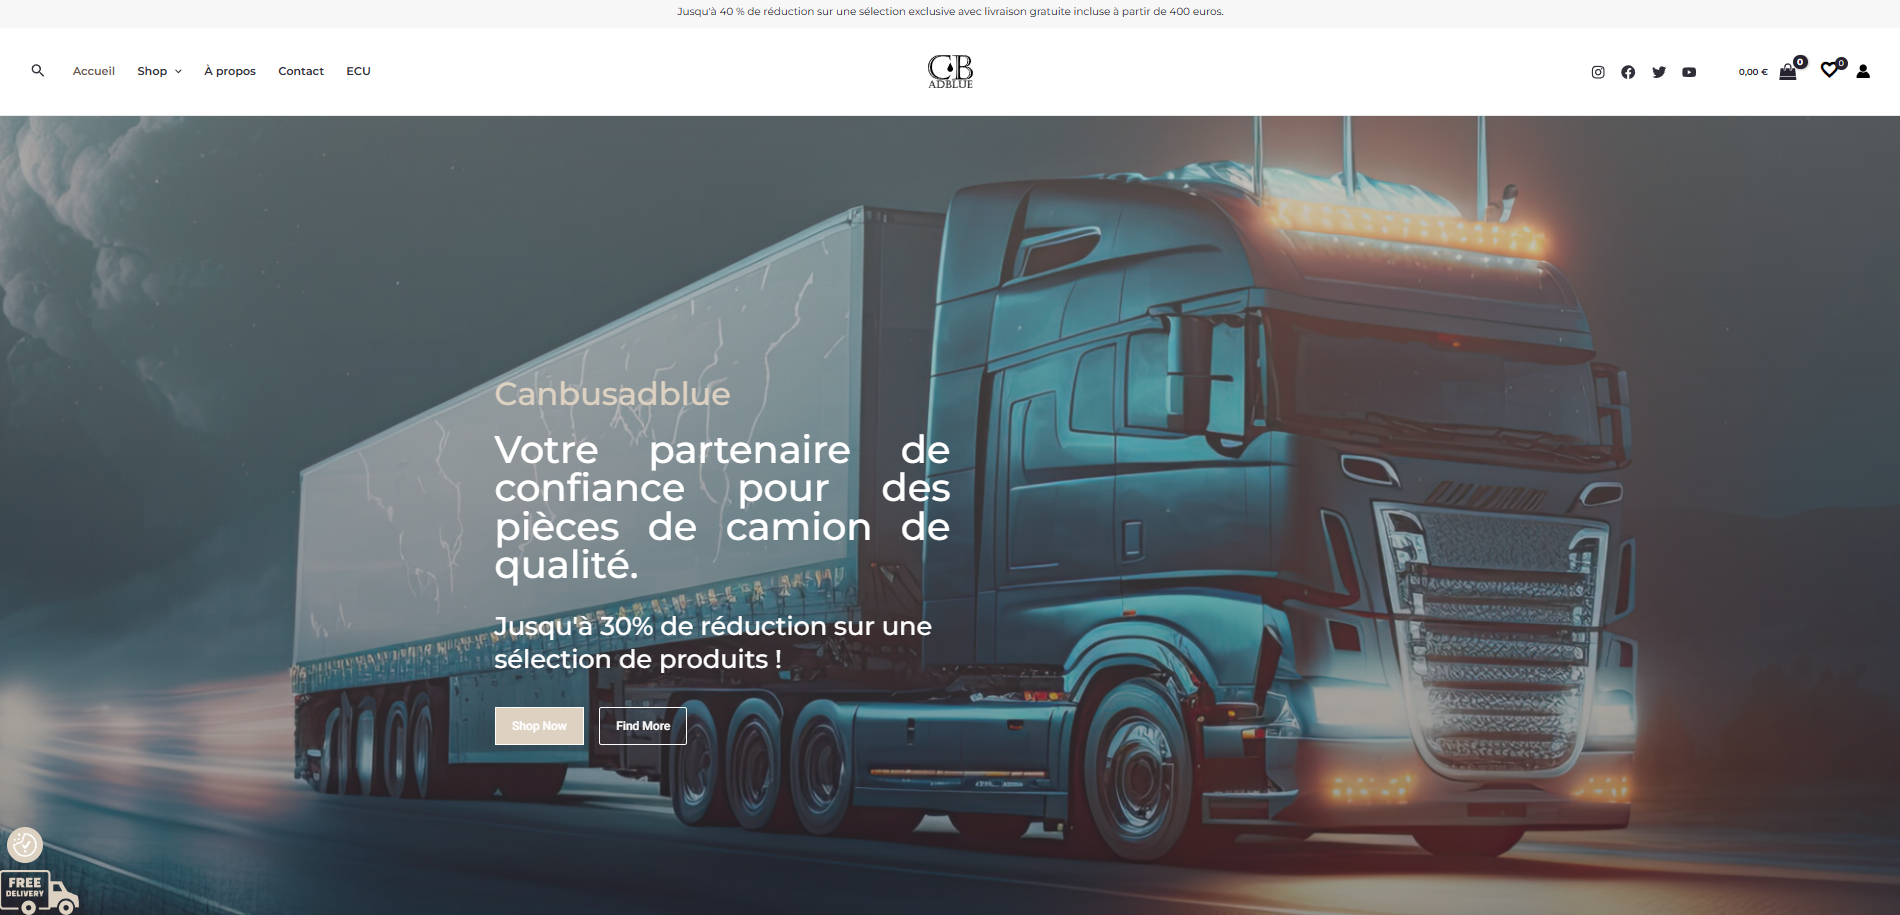 Jusqu'à 40 % de réduction sur une sélection exclusive avec livraison gratuite incluse à partir de 400 euros.
Accueil Shop À propos Contact ECU
CB
ADBLUE
0,00 € 0 0
Canbusadblue
Votre partenaire de
confiance pour des
pièces de camion de
qualité.
Jusqu'à 30% de réduction sur une
sélection de produits !
Shop Now Find More
FREE
DELIVERY